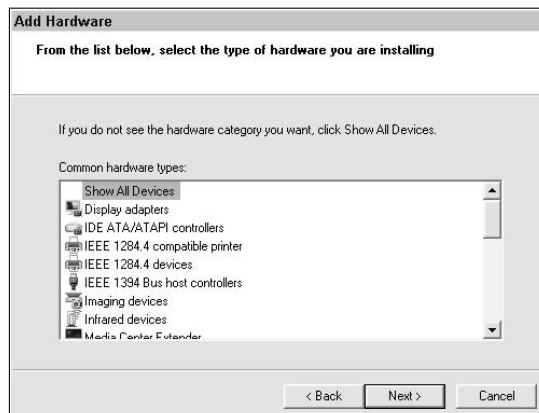 Add Hardware
From the list below, select the type of hardware you are installing
If you do not see the hardware category you want, click Show All Devices.
Common hardware types:
Show All Devices
Display adapters
IDE ATA/ATAPI controllers
IEEE 1284.4 compatible printer
IEEE 1284.4 devices
IEEE 1394 Bus host controllers
Imaging devices
Infrared devices
Media Center Extender
< Back Next > Cancel